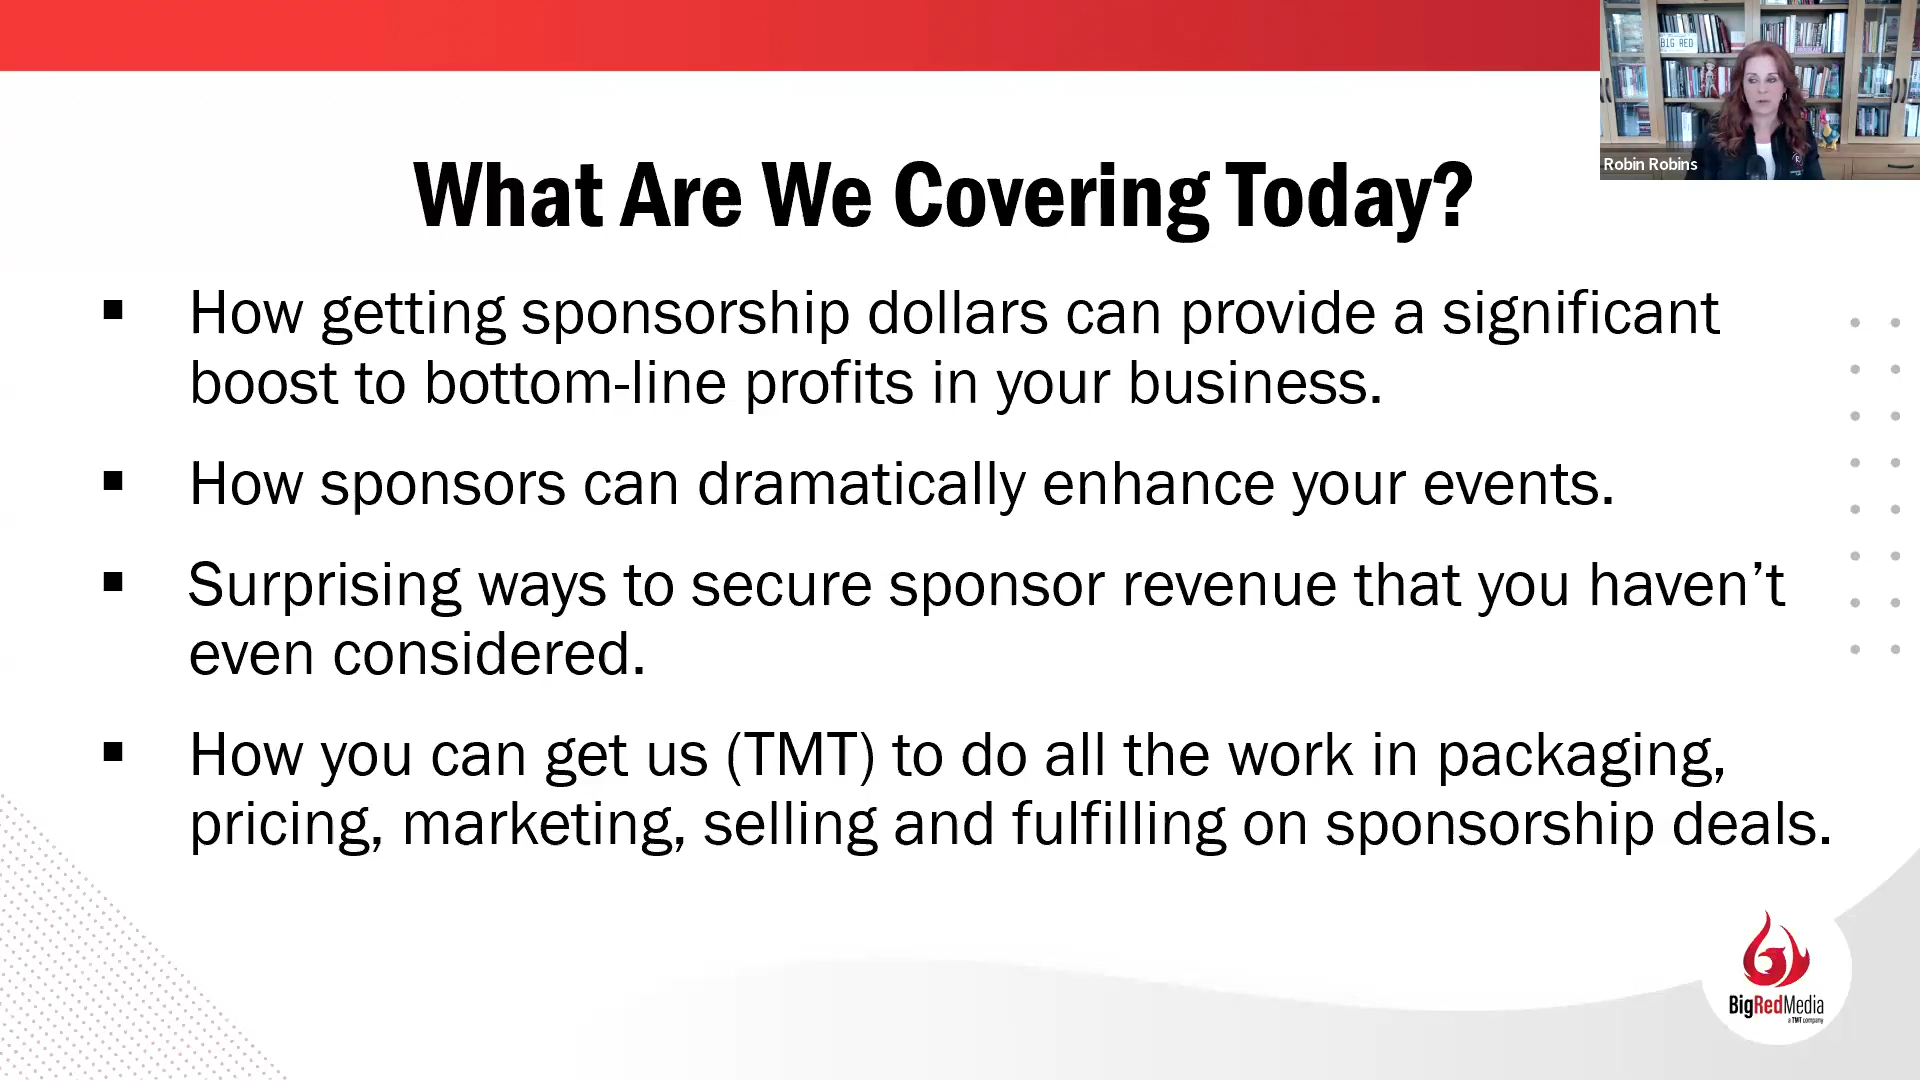 BIG RED
Robin Robins
What Are We Covering Today?
▪ How getting sponsorship dollars can provide a significant
boost to bottom-line profits in your business.
▪ How sponsors can dramatically enhance your events.
▪ Surprising ways to secure sponsor revenue that you haven’t
even considered.
▪ How you can get us (TMT) to do all the work in packaging,
pricing, marketing, selling and fulfilling on sponsorship deals.
BigRedMedia
a TMT company